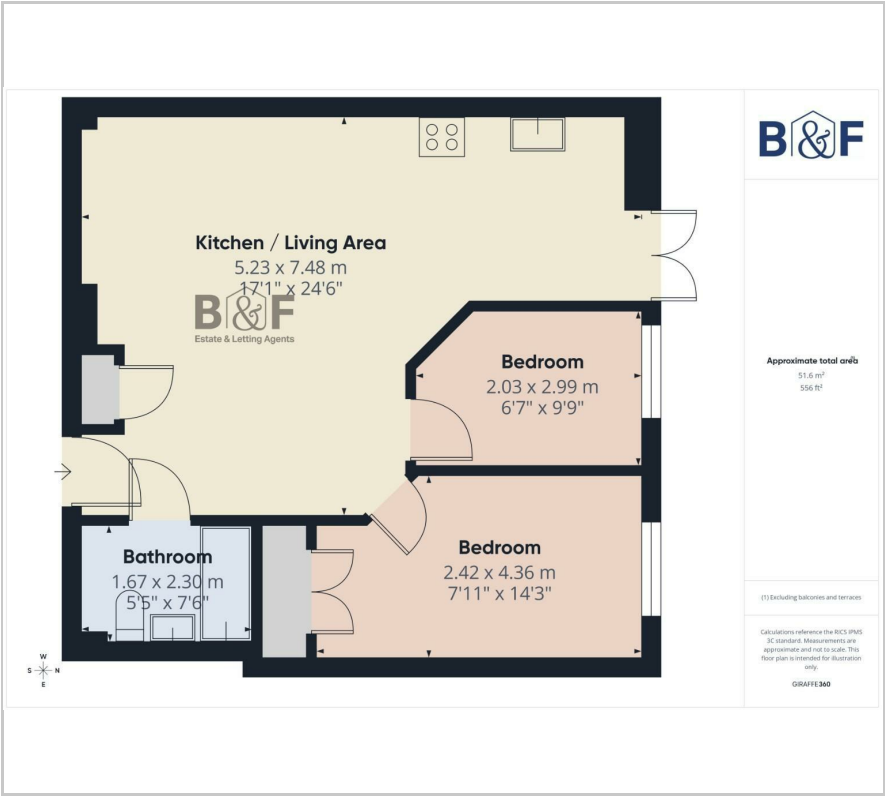 B&F
Kitchen / Living Area
5.23 x 7.48 m
17'1" x 24'6"
B&F
Estate & Letting Agents
Bedroom
2.03 x 2.99 m
6'7" x 9'9"
Approximate total area
51.6 m²
556 ft²
Bedroom
2.42 x 4.36 m
7'11" x 14'3"
Bathroom
1.67 x 2.30 m
5'5" x 7'6"
(1) Excluding balconies and terraces
Calculations reference the RICS IPMS
3C standard. Measurements are
approximate and not to scale. This
floor plan is intended for illustration
only.
GIRAFFE360
W
S N
E